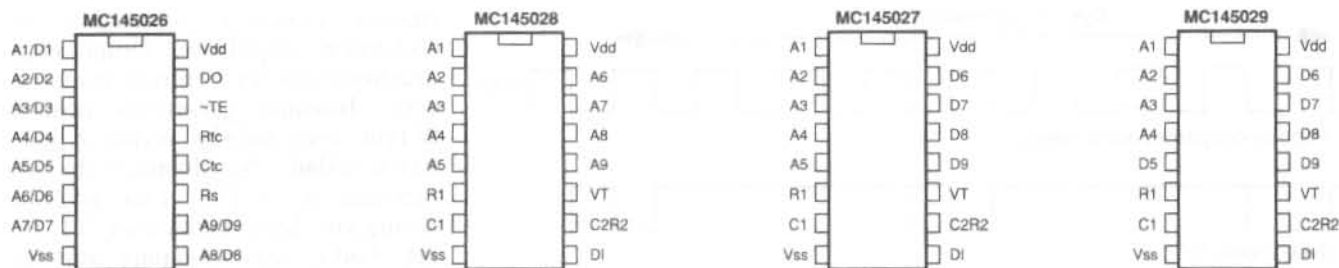 MC145026 MC145028 MC145027 MC145029
A1/D1 Vdd A1 Vdd A1 Vdd A1 Vdd
A2/D2 DO A2 A6 A2 D6 A2 D6
A3/D3 ~TE A3 A7 A3 D7 A3 D7
A4/D4 Rtc A4 A8 A4 D8 A4 D8
A5/D5 Ctc A5 A9 A5 D9 D5 D9
A6/D6 Rs R1 VT R1 VT R1 VT
A7/D7 A9/D9 C1 C2R2 C1 C2R2 C1 C2R2
Vss A8/D8 Vss DI Vss DI Vss DI